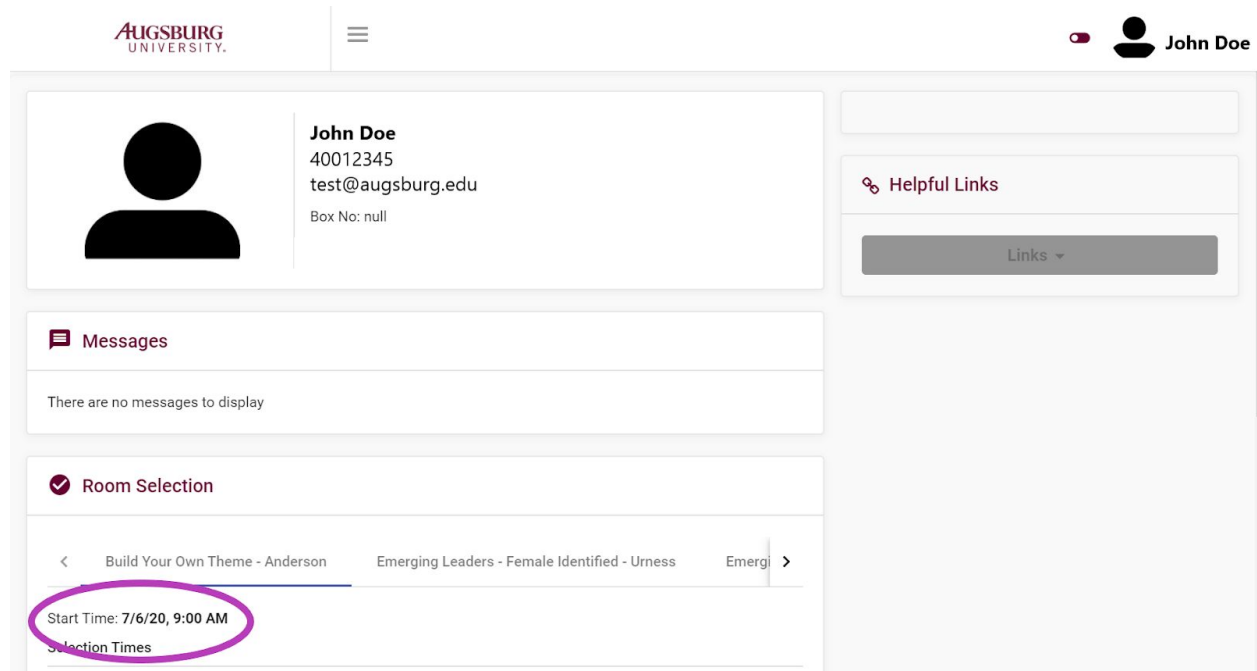 AUGSBURG
UNIVERSITY.
John Doe
John Doe
40012345
test@augsburg.edu
Box No: null
Helpful Links
Links
Messages
There are no messages to display
Room Selection
Build Your Own Theme - Anderson
Emerging Leaders - Female Identified - Urness
Emergi
Start Time: 7/6/20, 9:00 AM
Selection Times